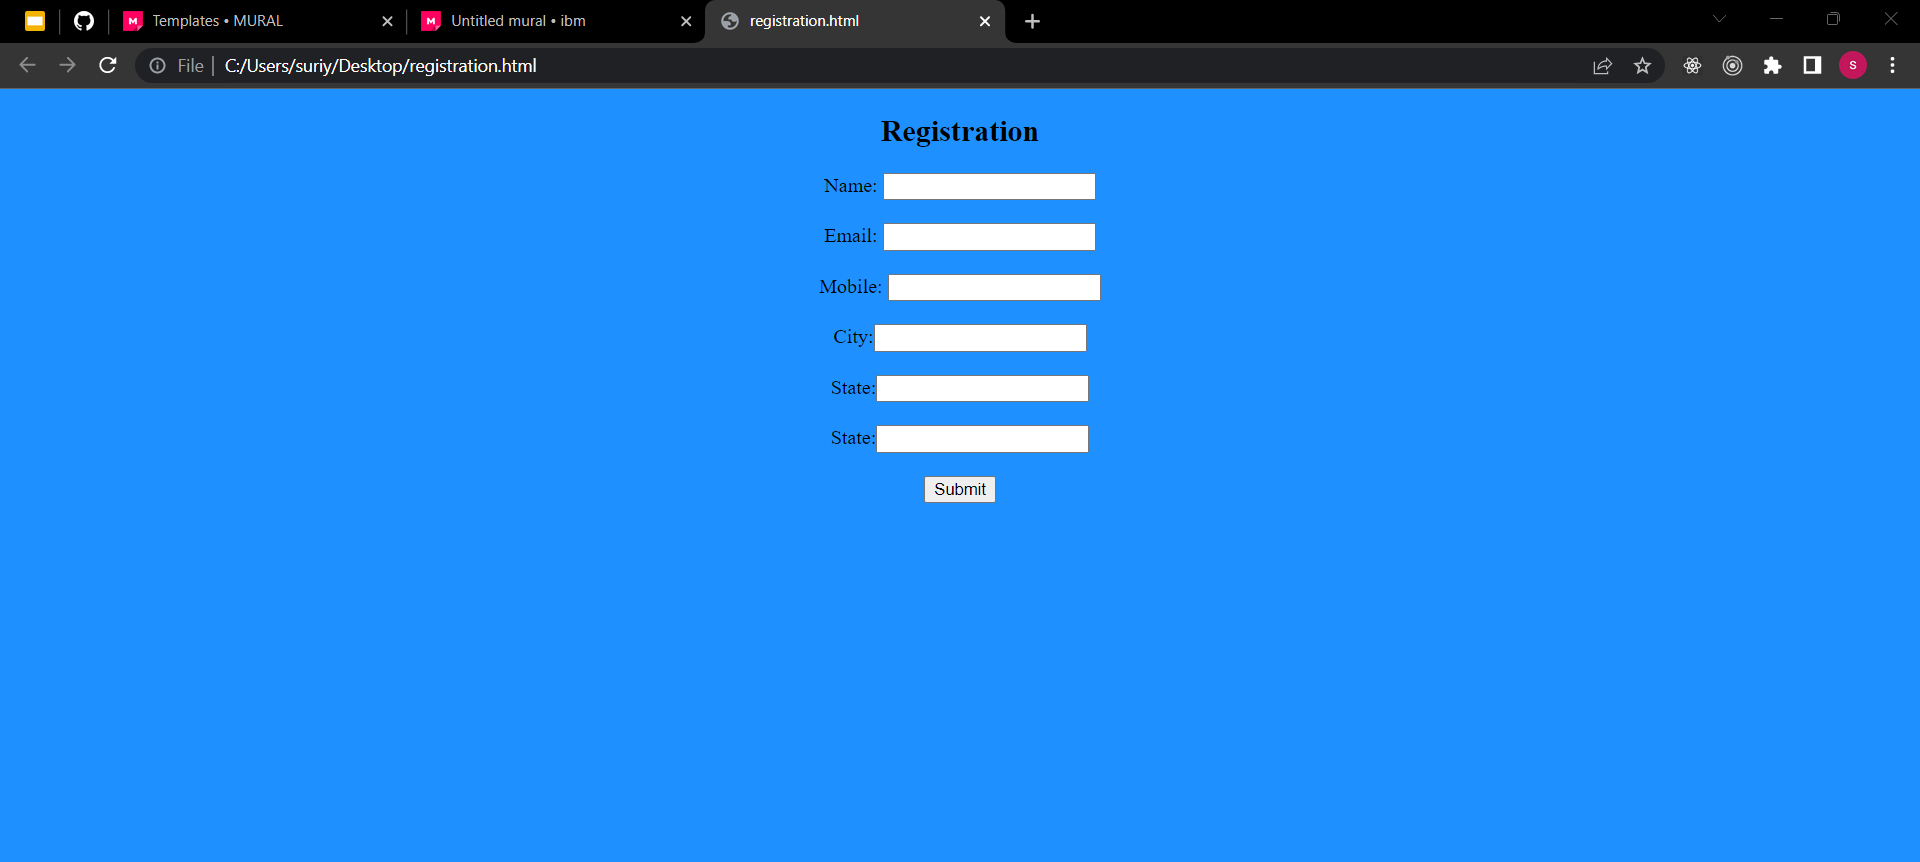 Templates • MURAL
Untitled mural • ibm
registration.html
File
C:/Users/suriy/Desktop/registration.html
S
Registration
Name:
Email:
Mobile:
City:
State:
State:
Submit